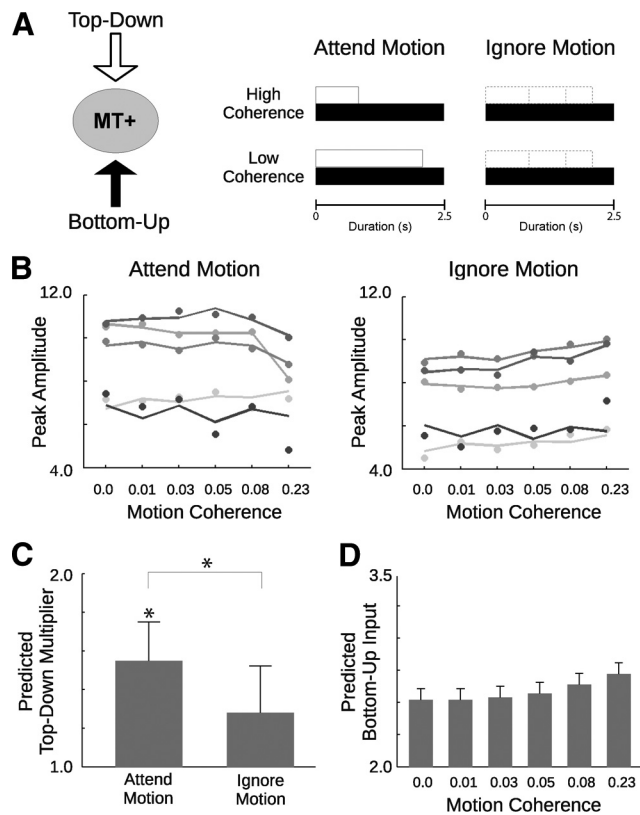 A
Top-Down
MT+
Bottom-Up
Attend Motion
Ignore Motion
High
Coherence
Low
Coherence
0
2.5
Duration (s)
0
2.5
Duration (s)
B
Attend Motion
12.0
Peak Amplitude
4.0
0.0 0.01 0.03 0.05 0.08 0.23
Motion Coherence
Ignore Motion
12.0
Peak Amplitude
4.0
0.0 0.01 0.03 0.05 0.08 0.23
Motion Coherence
C
2.0
Predicted
Top-Down Multiplier
1.0
*
*
Attend
Motion
Ignore
Motion
D
3.5
Predicted
Bottom-Up Input
2.0
0.0 0.01 0.03 0.05 0.08 0.23
Motion Coherence